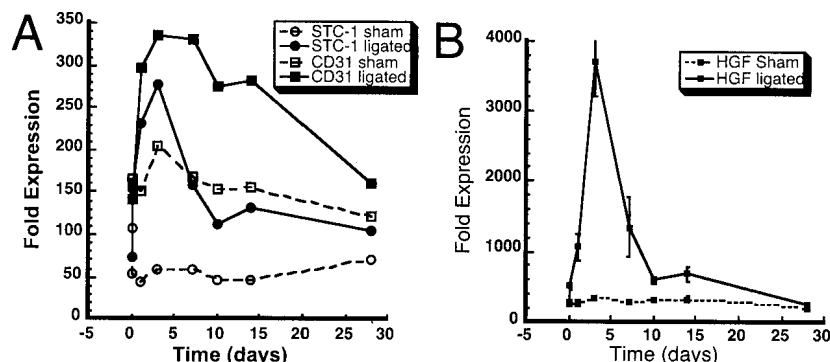 A
350
300
250
200
150
100
50
0
Fold Expression
-5 0 5 10 15 20 25 30
Time (days)
STC-1 sham
STC-1 ligated
CD31 sham
CD31 ligated
B
4000
3000
2000
1000
0
Fold Expression
-5 0 5 10 15 20 25 30
Time (days)
HGF Sham
HGF ligated